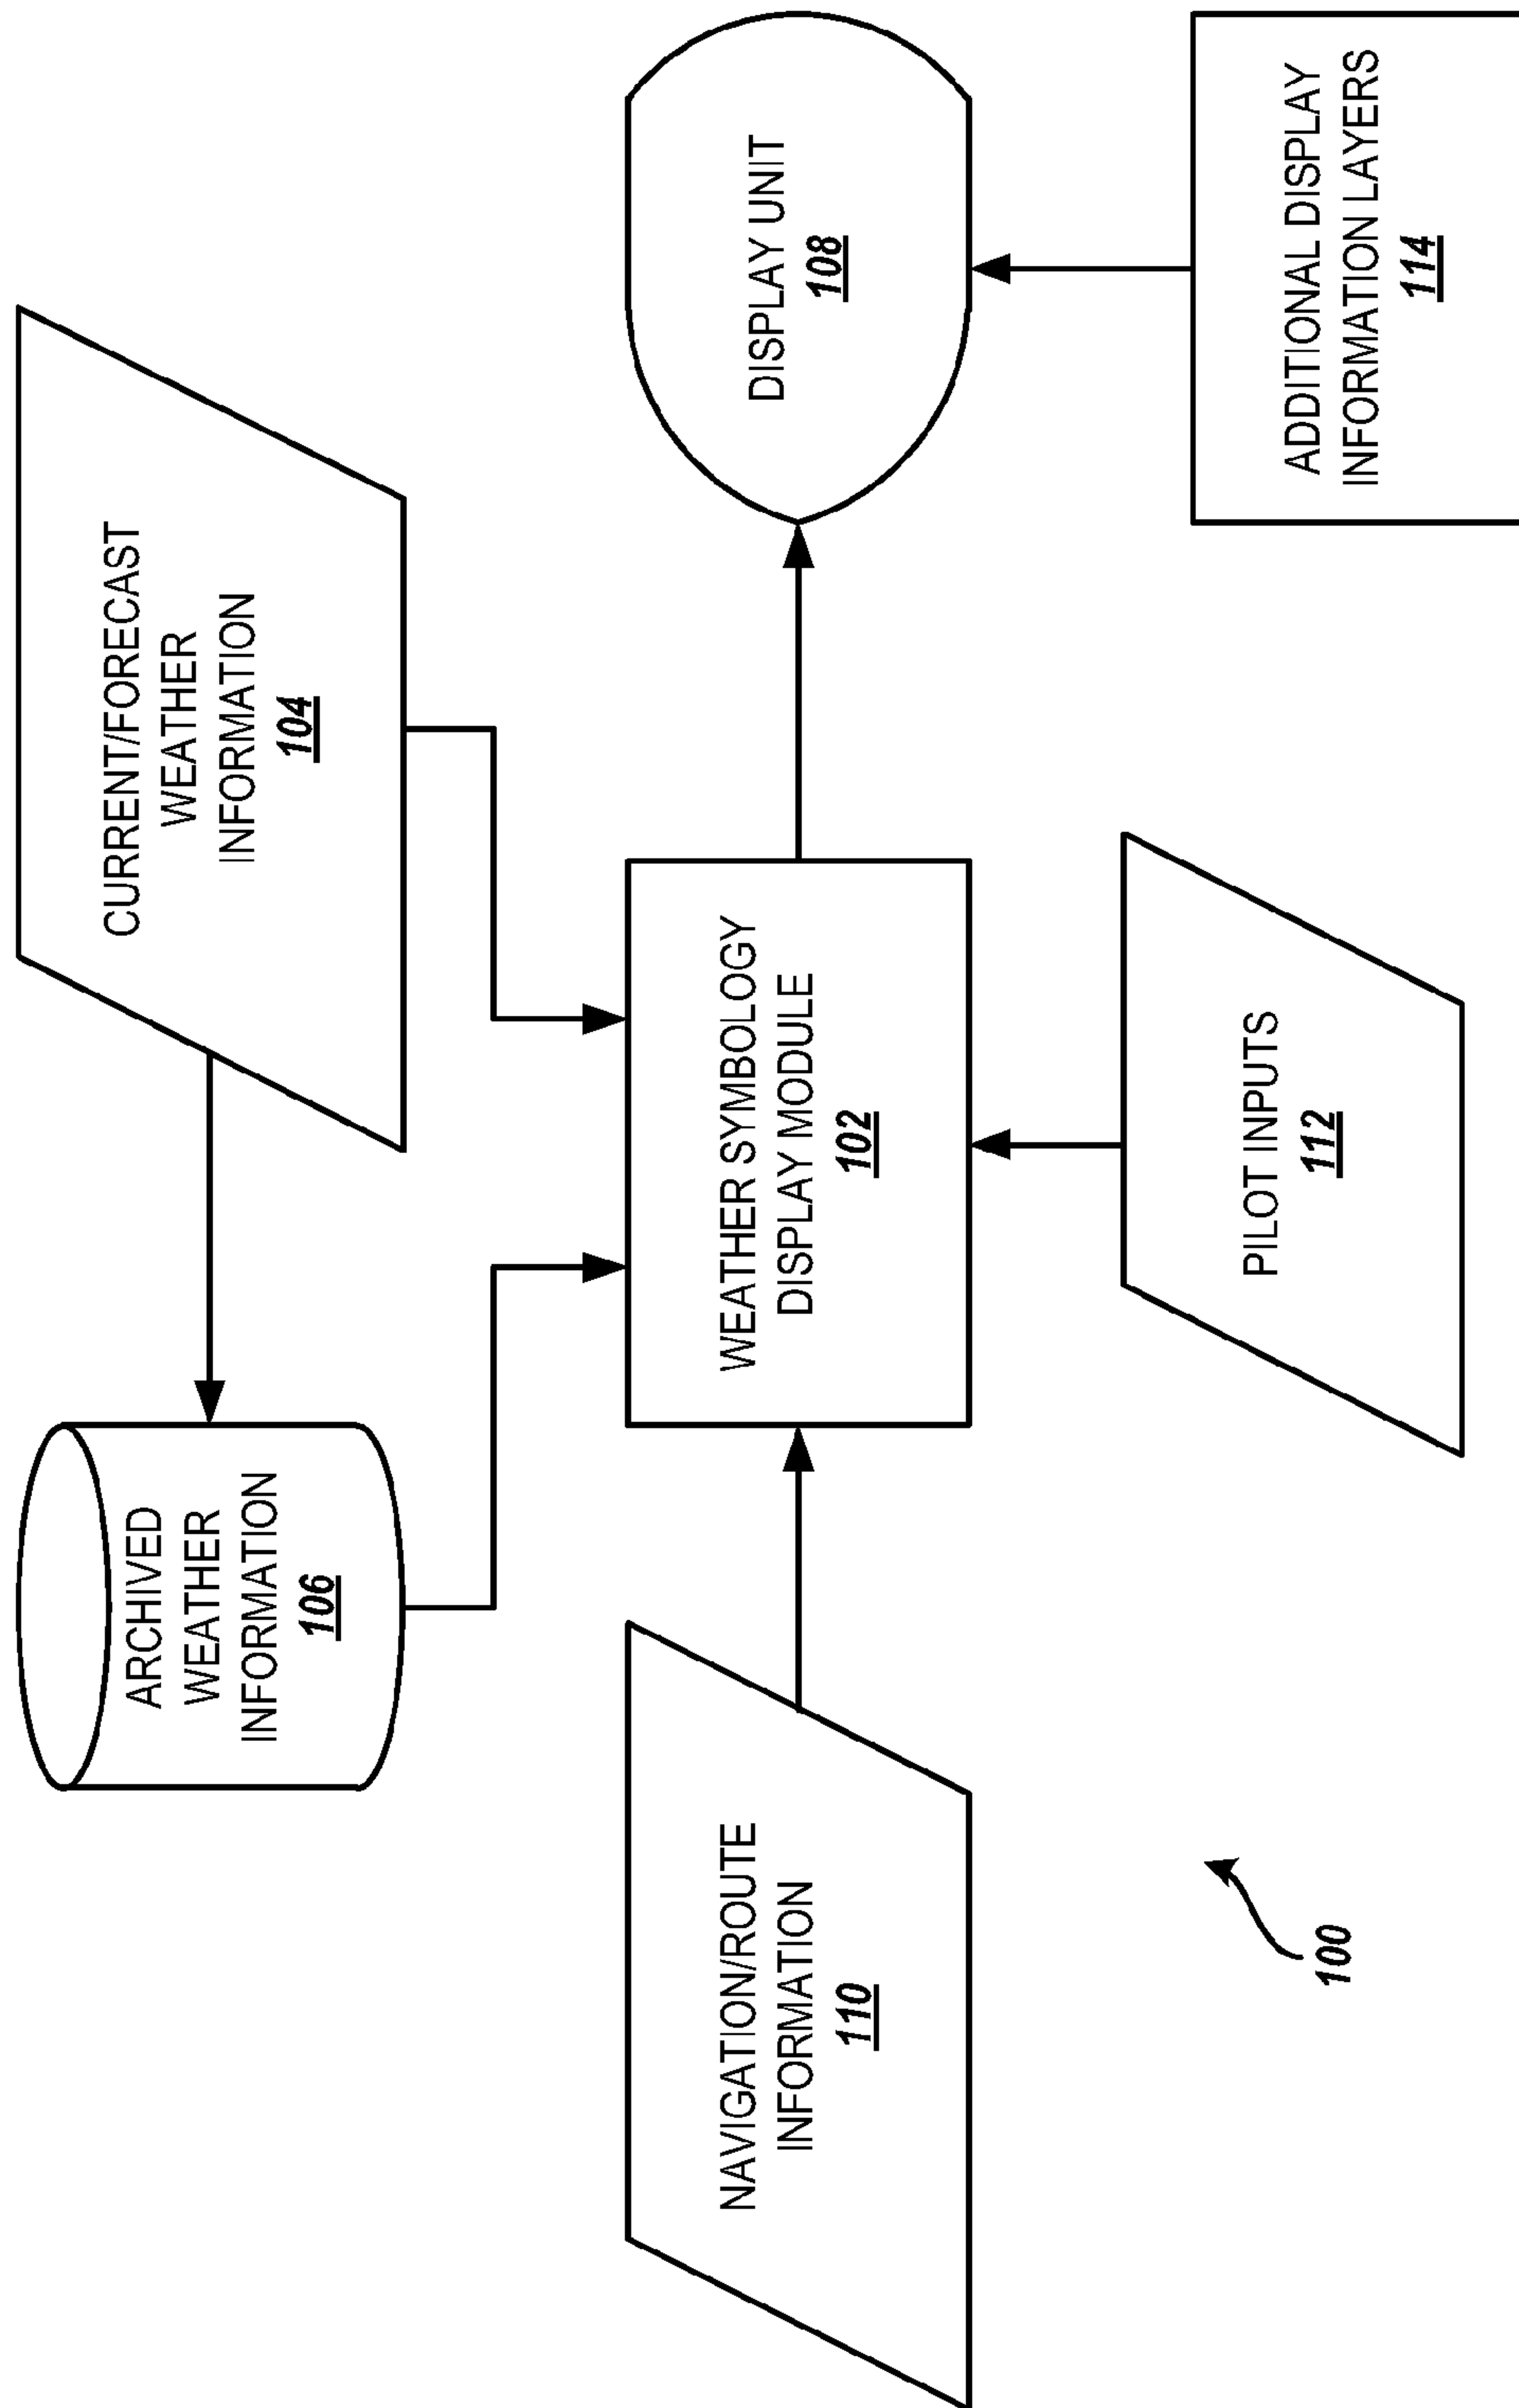 ARCHIVED
WEATHER
INFORMATION
106
CURRENT/FORECAST
WEATHER
INFORMATION
104
NAVIGATION/ROUTE
INFORMATION
110
WEATHER SYMBOLOGY
DISPLAY MODULE
102
DISPLAY UNIT
108
PILOT INPUTS
112
ADDITIONAL DISPLAY
INFORMATION LAYERS
114
100